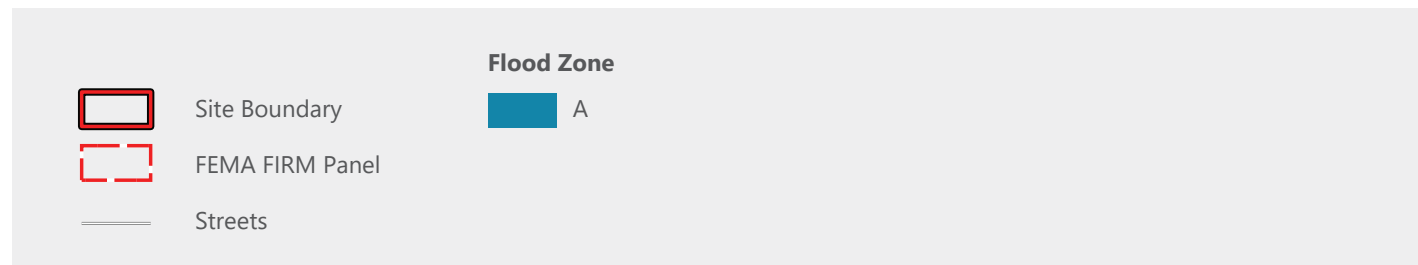 Flood Zone
Site Boundary
A
FEMA FIRM Panel
Streets